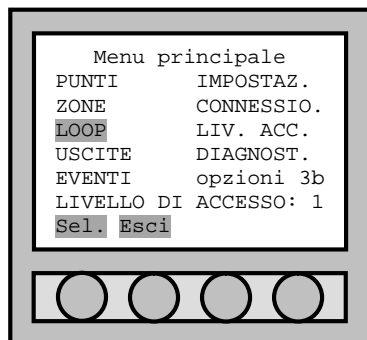 Menu principale
PUNTI IMPOSTAZ.
ZONE CONNESSIO.
LOOP LIV. ACC.
USCITE DIAGNOST.
EVENTI opzioni 3b
LIVELLO DI ACCESSO: 1
Sel. Esci